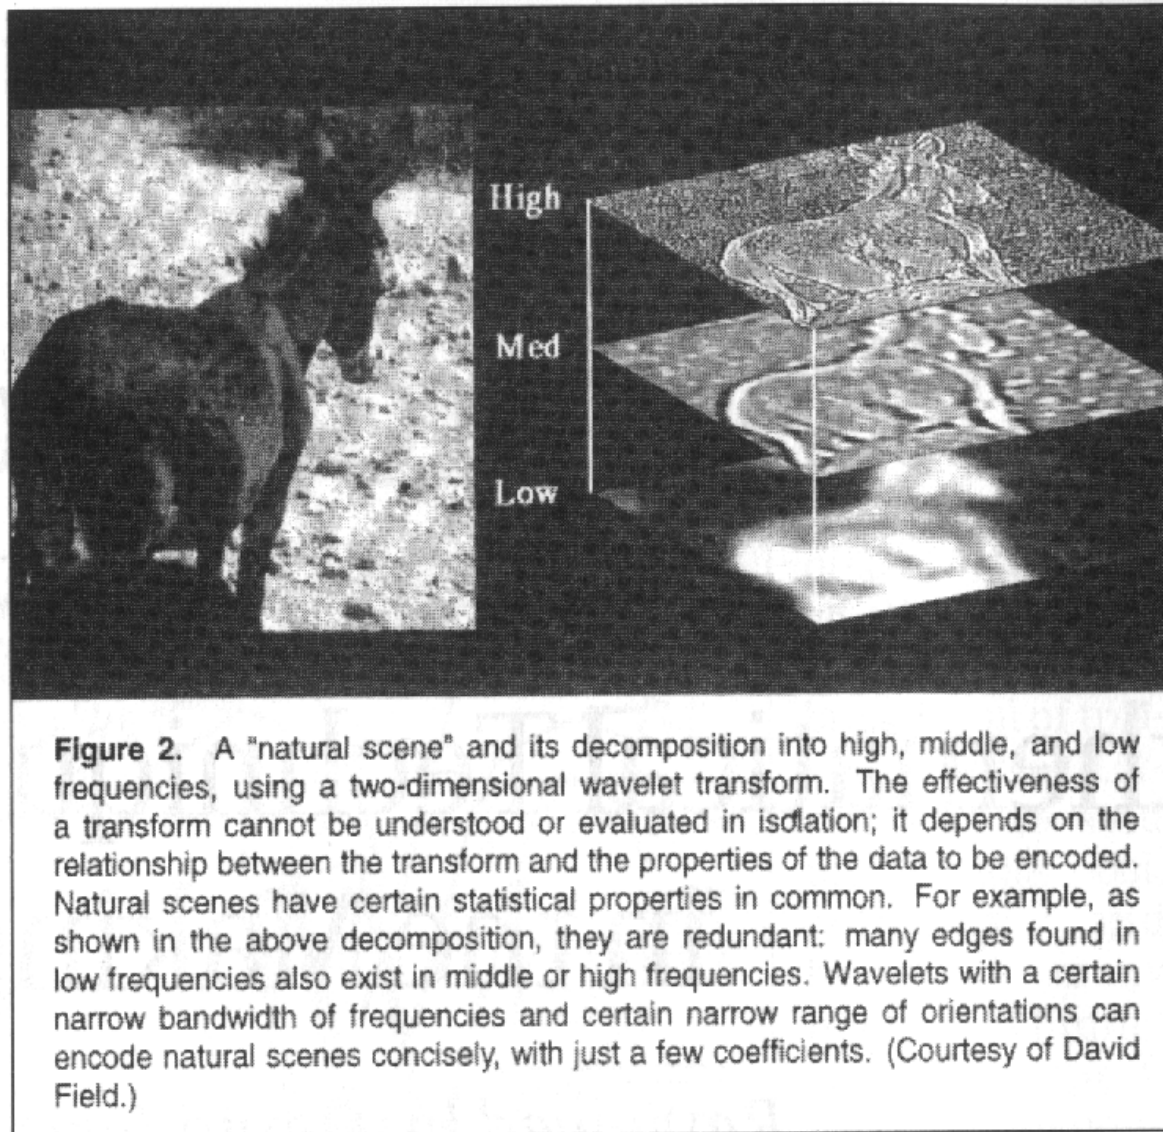 High
Med
Low
Figure 2. A "natural scene" and its decomposition into high, middle, and low
frequencies, using a two-dimensional wavelet transform. The effectiveness of
a transform cannot be understood or evaluated in isolation; it depends on the
relationship between the transform and the properties of the data to be encoded.
Natural scenes have certain statistical properties in common. For example, as
shown in the above decomposition, they are redundant: many edges found in
low frequencies also exist in middle or high frequencies. Wavelets with a certain
narrow bandwidth of frequencies and certain narrow range of orientations can
encode natural scenes concisely, with just a few coefficients. (Courtesy of David
Field.)